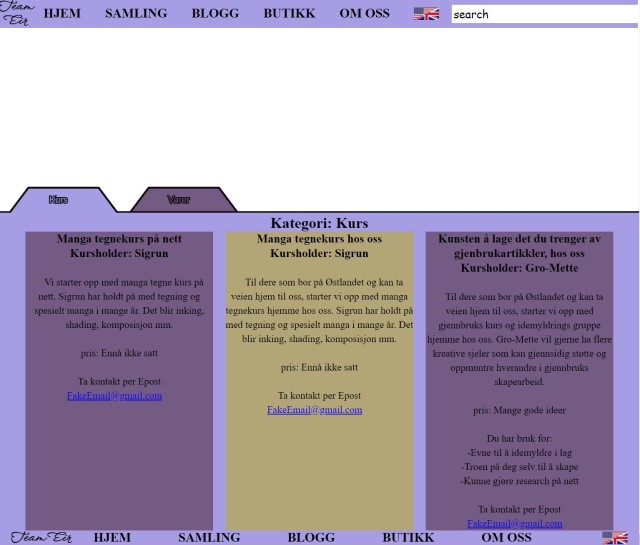 Team
Eir
HJEM SAMLING BLOGG BUTIKK OM OSS search
Kurs Varer
Kategori: Kurs
Manga tegnekurs på nett
Kursholder: Sigrun
Vi starter opp med manga tegne kurs på
nett. Sigrun har holdt på med tegning og
spesielt manga i mange år. Det blir inking,
shading, komposisjon mm.
pris: Ennå ikke satt
Ta kontakt per Epost
FakeEmail@gmail.com
Manga tegnekurs hos oss
Kursholder: Sigrun
Til dere som bor på Østlandet og kan ta
veien hjem til oss, starter vi opp med manga
tegnekurs hjemme hos oss. Sigrun har holdt på
med tegning og spesielt manga i mange år. Det
blir inking, shading, komposisjon mm.
pris: Ennå ikke satt
Ta kontakt per Epost
FakeEmail@gmail.com
Kunsten å lage det du trenger av
gjenbrukartikkler, hos oss
Kursholder: Gro-Mette
Til dere som bor på Østlandet og kan ta
veien hjem til oss, starter vi opp med
gjennbruks kurs og idemyldrings gruppe
hjemme hos oss. Gro-Mette vil gjerne ha flere
kreative sjeler som kan gjennsidig støtte og
oppmuntre hverandre i gjennbruks
skapearbeid.
pris: Mange gode ideer
Du har bruk for:
-Evne til å idemyldre i lag
-Troen på deg selv til å skape
-Kunne gjøre research på nett
Ta kontakt per Epost
FakeEmail@gmail.com
Team Eir HJEM SAMLING BLOGG BUTIKK OM OSS